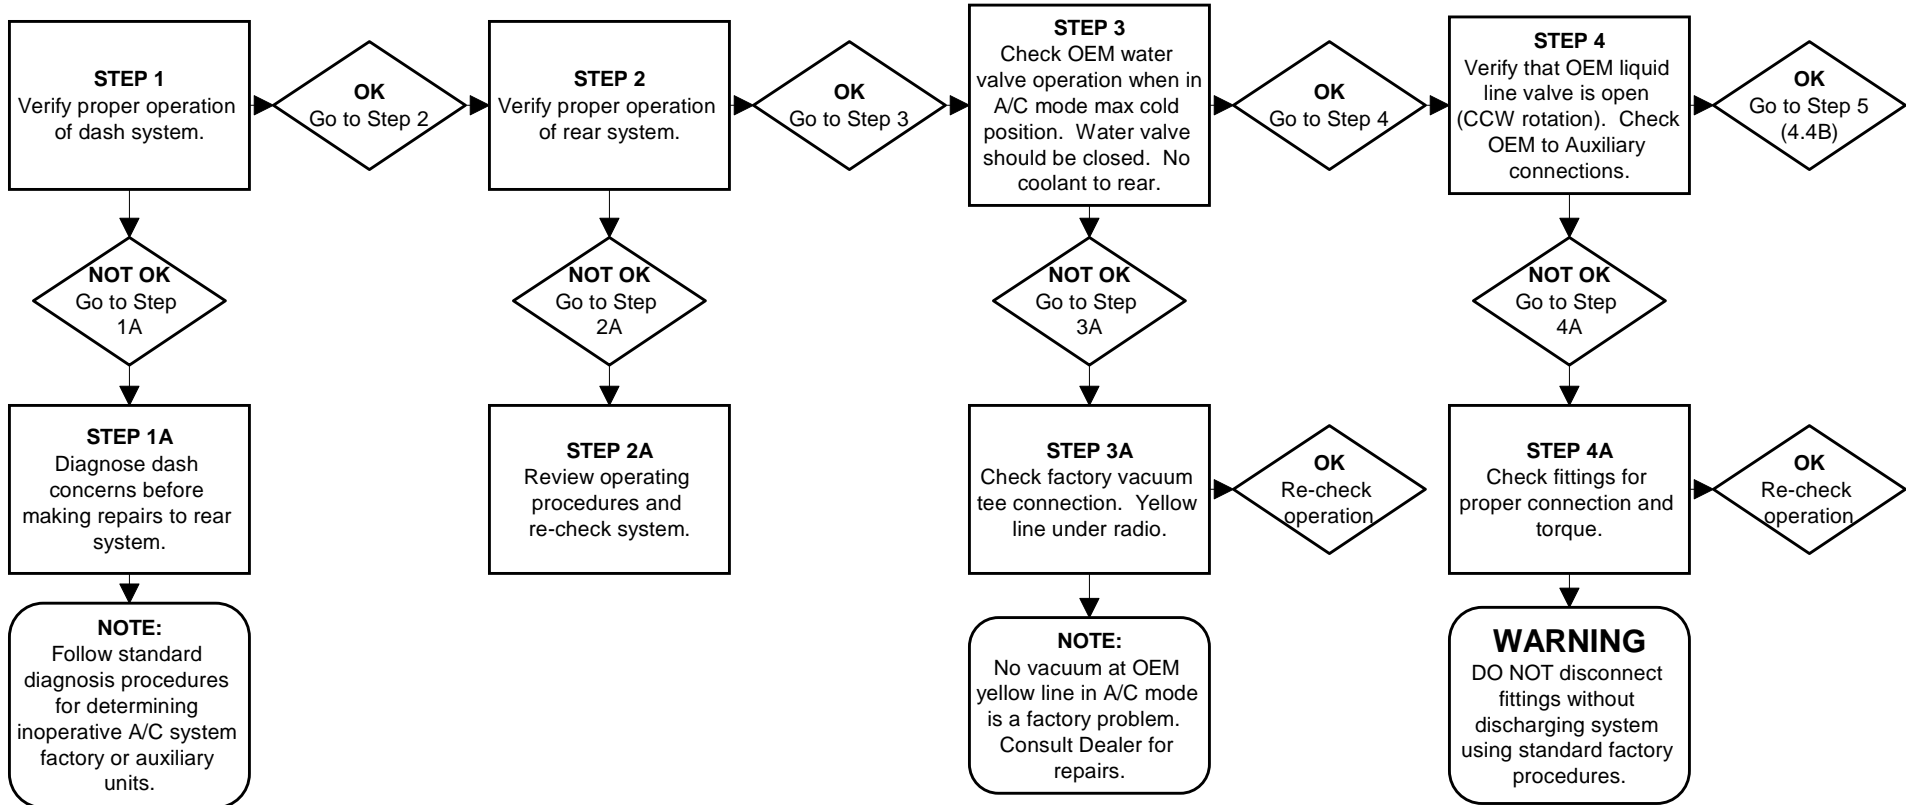 STEP 1
Verify proper operation
of dash system.
OK
Go to Step 2
STEP 2
Verify proper operation
of rear system.
OK
Go to Step 3
STEP 3
Check OEM water
valve operation when in
A/C mode max cold
position.  Water valve
should be closed.  No
coolant to rear.
OK
Go to Step 4
STEP 4
Verify that OEM liquid
line valve is open
(CCW rotation).  Check
OEM to Auxiliary
connections.
OK
Go to Step 5
(4.4B)
NOT OK
Go to Step
1A
NOT OK
Go to Step
2A
NOT OK
Go to Step
3A
NOT OK
Go to Step
4A
STEP 1A
Diagnose dash
concerns before
making repairs to rear
system.
STEP 2A
Review operating
procedures and
re-check system.
STEP 3A
Check factory vacuum
tee connection.  Yellow
line under radio.
OK
Re-check
operation
STEP 4A
Check fittings for
proper connection and
torque.
OK
Re-check
operation
NOTE:
Follow standard
diagnosis procedures
for determining
inoperative A/C system
factory or auxiliary
units.
NOTE:
No vacuum at OEM
yellow line in A/C mode
is a factory problem.
Consult Dealer for
repairs.
WARNING
DO NOT disconnect
fittings without
discharging system
using standard factory
procedures.